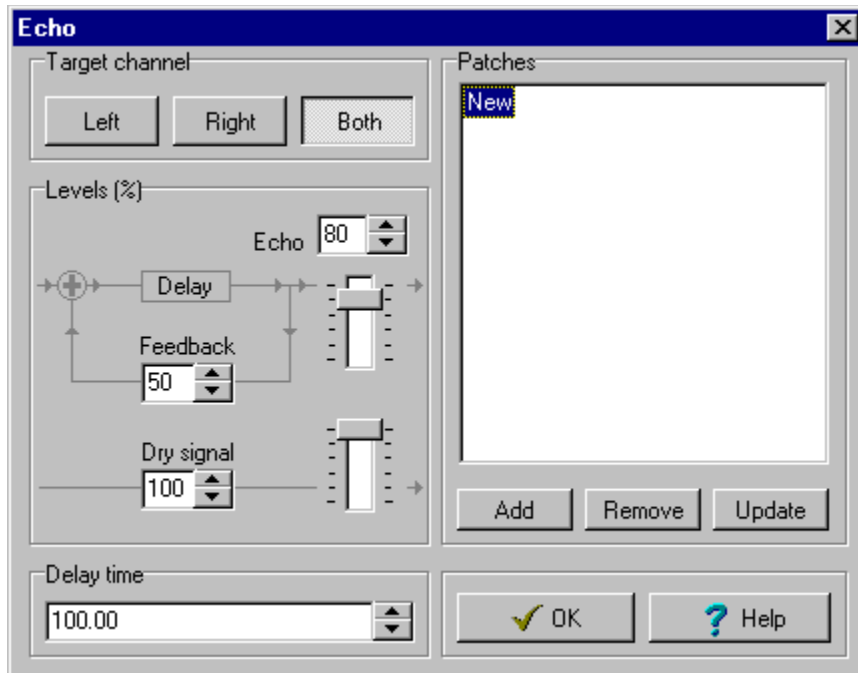 Echo
Target channel
Left
Right
Both
Levels (%)
Echo
80
Delay
Feedback
50
Dry signal
100
Delay time
100.00
Patches
New
Add
Remove
Update
OK
? Help